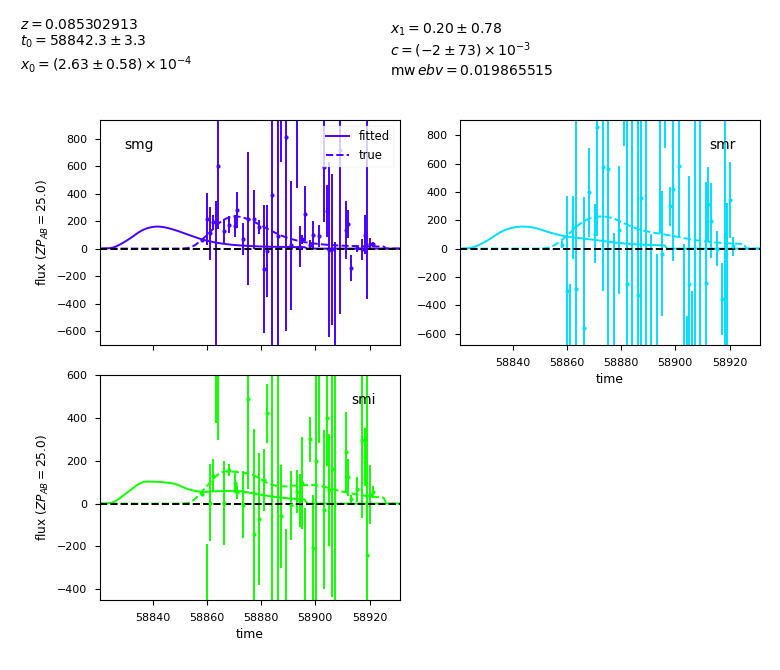 z = 0.085302913
t₀ = 58842.3 ± 3.3
x₀ = (2.63 ± 0.58) × 10⁻⁴
x₁ = 0.20 ± 0.78
c = (−2 ± 73) × 10⁻³
mw ebv = 0.019865515
smg
fitted
true
800
600
400
200
0
−200
−400
−600
flux (ZP_AB = 25.0)
smr
800
600
400
200
0
−200
−400
−600
58840 58860 58880 58900 58920
time
smi
600
400
200
0
−200
−400
flux (ZP_AB = 25.0)
58840 58860 58880 58900 58920
time